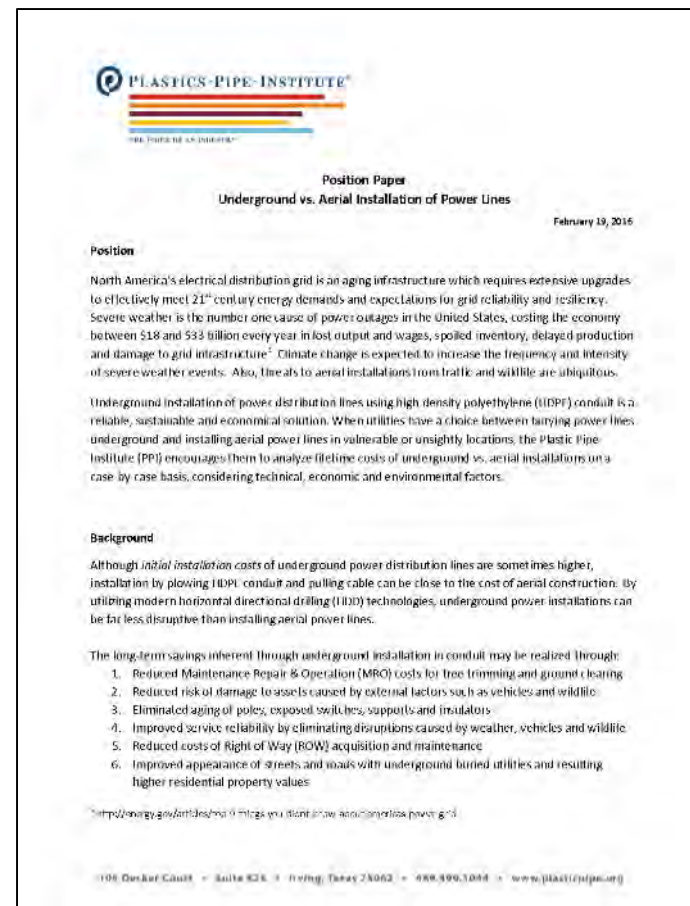 PLASTICS-PIPE-INSTITUTE®
Position Paper
Underground vs. Aerial Installation of Power Lines
February 19, 2016
Position
North America's electrical distribution grid is an aging infrastructure which requires extensive upgrades
to effectively meet 21st century energy demands and expectations for grid reliability and resiliency.
Severe weather is the number one cause of power outages in the United States, costing the economy
between $18 and $33 billion every year in lost output and wages, spoiled inventory, delayed production
and damage to grid infrastructure1. Climate change is expected to increase the frequency and intensity
of severe weather events. Also, threats to aerial installations from traffic and wildlife are ubiquitous.
Underground installation of power distribution lines using high density polyethylene (HDPE) conduit is a
reliable, sustainable and economical solution. When utilities have a choice between burying power lines
underground and installing aerial power lines in vulnerable or unsightly locations, the Plastic Pipe
Institute (PPI) encourages them to analyze lifetime costs of underground vs. aerial installations on a
case by case basis, considering technical, economic and environmental factors.
Background
Although initial installation costs of underground power distribution lines are sometimes higher,
installation by plowing HDPE conduit and pulling cable can be close to the cost of aerial construction. By
utilizing modern horizontal directional drilling (HDD) technologies, underground power installations can
be far less disruptive than installing aerial power lines.
The long-term savings inherent through underground installation in conduit may be realized through:
1. Reduced Maintenance Repair & Operation (MRO) costs for tree trimming and ground clearing
2. Reduced risk of damage to assets caused by external factors such as vehicles and wildlife
3. Eliminated aging of poles, exposed switches, supports and insulators
4. Improved service reliability by eliminating disruptions caused by weather, vehicles and wildlife
5. Reduced costs of Right of Way (ROW) acquisition and maintenance
6. Improved appearance of streets and roads with underground buried utilities and resulting
higher residential property values
Suite 825 • Irving, Texas 75062 • 469.499.1044 • www.plasticpipe.org